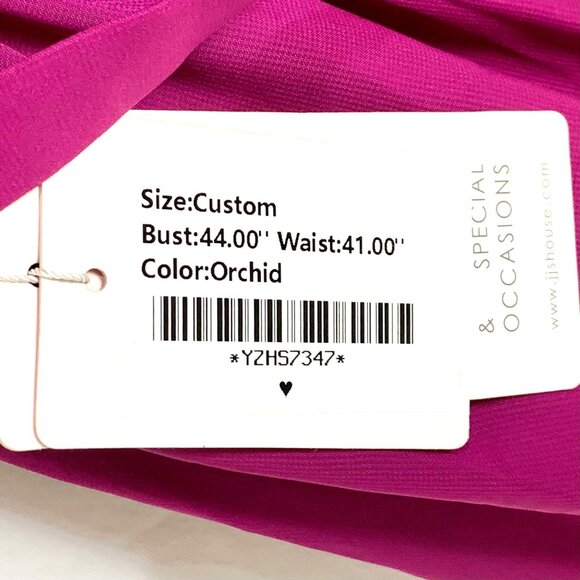 Size:Custom
Bust:44.00'' Waist:41.00''
Color:Orchid
*YZHS7347*
♥
& SPECIAL
OCCASIONS
www.jjshouse.com